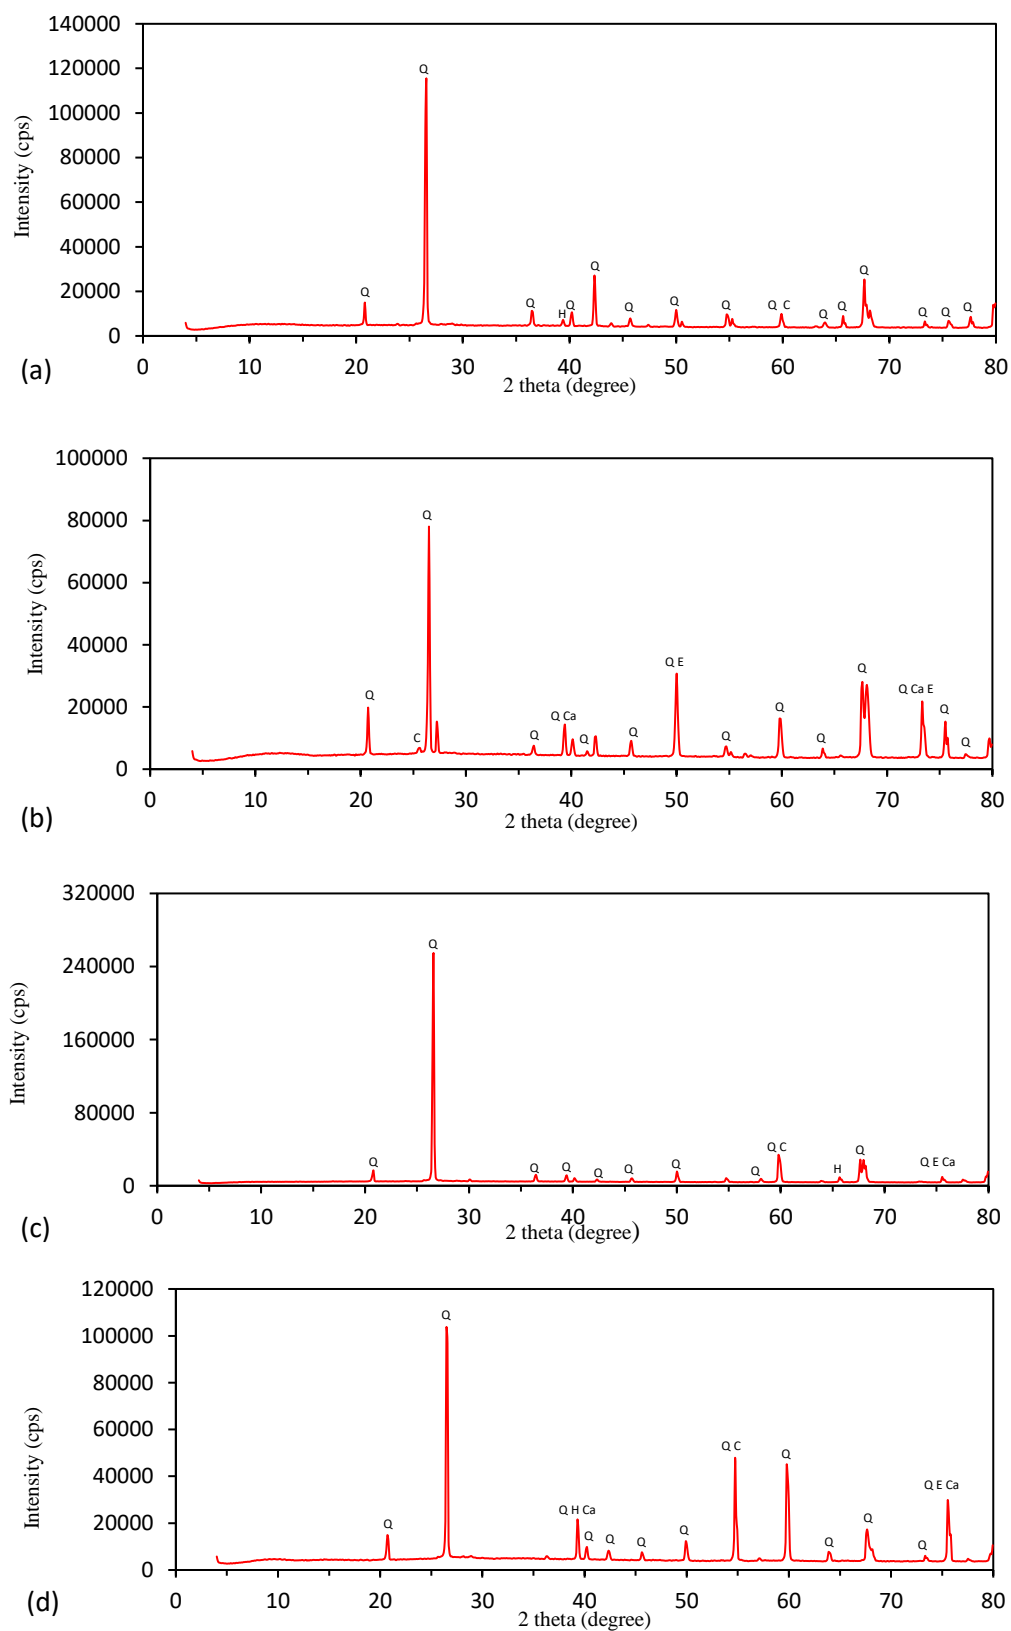 140000
120000
100000
80000
60000
40000
20000
0
Intensity (cps)
Q
Q
Q
H
Q
Q
Q
Q
Q
Q C
Q
Q
Q
Q
Q
Q
0 10 20 30 40 50 60 70 80
2 theta (degree)
(a)
100000
80000
60000
40000
20000
0
Intensity (cps)
Q
C
Q
Q
Q Ca
Q
Q
Q E
Q
Q
Q
Q
Q Ca E
Q
Q
0 10 20 30 40 50 60 70 80
2 theta (degree)
(b)
320000
240000
160000
80000
0
Intensity (cps)
Q
Q
Q
Q
Q
Q
Q
Q
Q C
H
Q
Q E Ca
0 10 20 30 40 50 60 70 80
2 theta (degree)
(c)
120000
100000
80000
60000
40000
20000
0
Intensity (cps)
Q
Q
Q H Ca
Q
Q
Q
Q
Q C
Q
Q
Q
Q
Q E Ca
0 10 20 30 40 50 60 70 80
2 theta (degree)
(d)